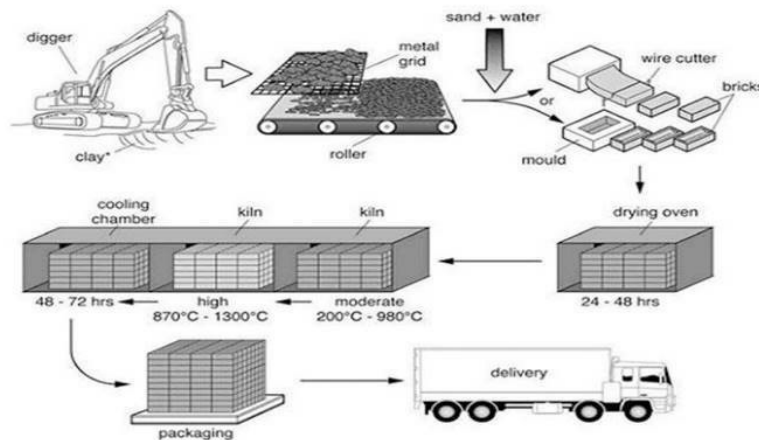 digger
clay*
metal
grid
roller
sand + water
or
wire cutter
bricks
mould
drying oven
24 - 48 hrs
kiln
moderate
200°C - 980°C
kiln
high
870°C - 1300°C
cooling
chamber
48 - 72 hrs
packaging
delivery